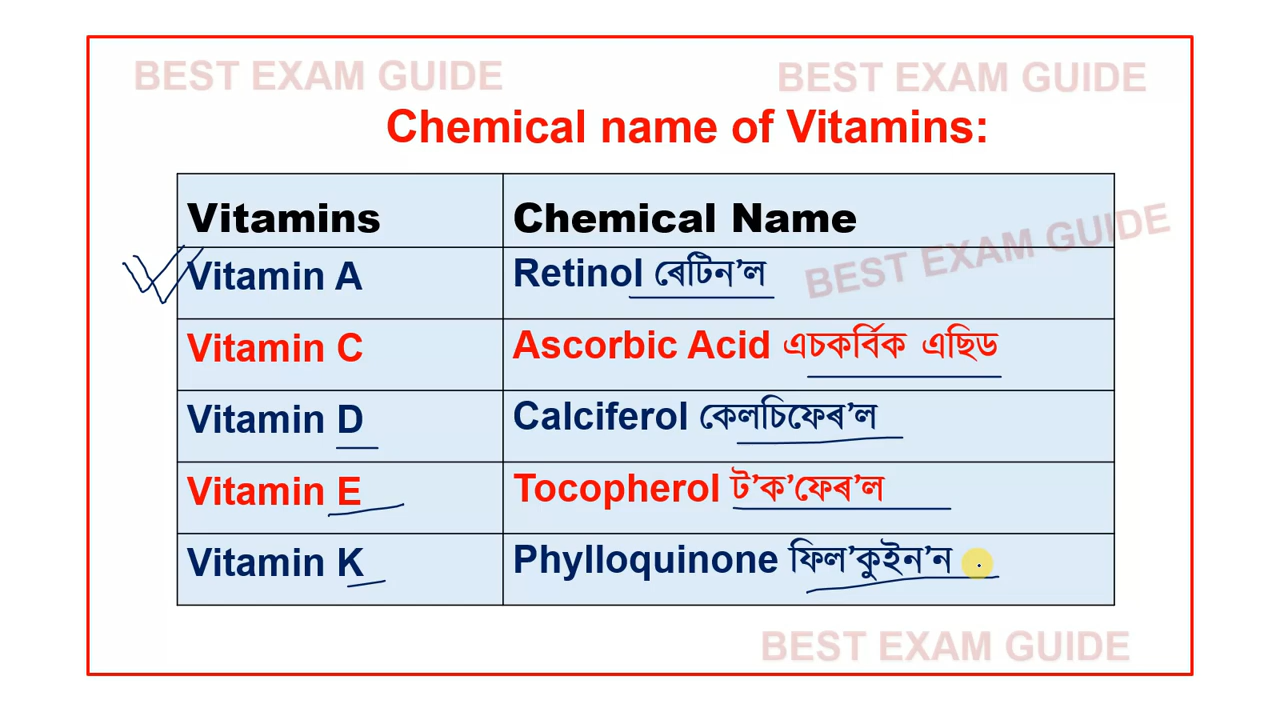 BEST EXAM GUIDE BEST EXAM GUIDE
Chemical name of Vitamins:
Vitamins Chemical Name
BEST EXAM GUIDE
Vitamin A Retinol ৰেটিন’ল
Vitamin C Ascorbic Acid এচকৰ্বিক এছিড
Vitamin D Calciferol কেলচিফেৰ’ল
Vitamin E Tocopherol ট’ক’ফেৰ’ল
Vitamin K Phylloquinone ফিল’কুইন’ন
BEST EXAM GUIDE